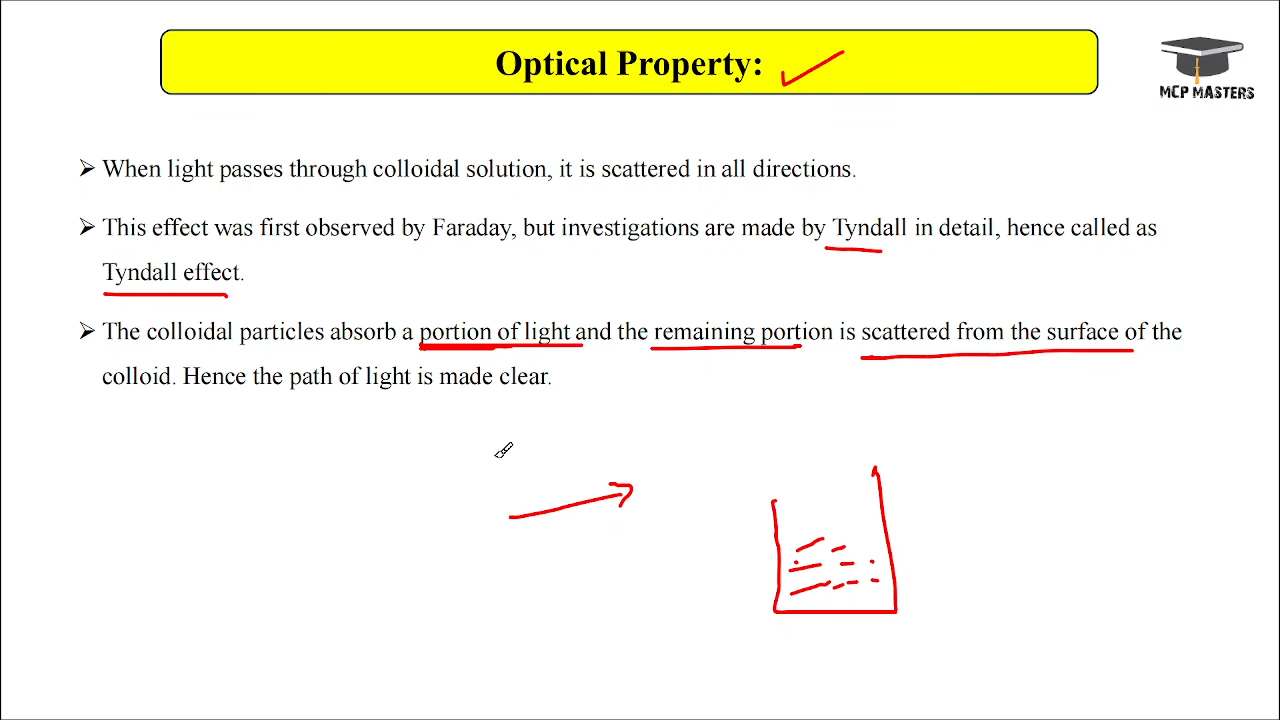 Optical Property:
MCP MASTERS
➢ When light passes through colloidal solution, it is scattered in all directions.
➢ This effect was first observed by Faraday, but investigations are made by Tyndall in detail, hence called as
Tyndall effect.
➢ The colloidal particles absorb a portion of light and the remaining portion is scattered from the surface of the
colloid. Hence the path of light is made clear.